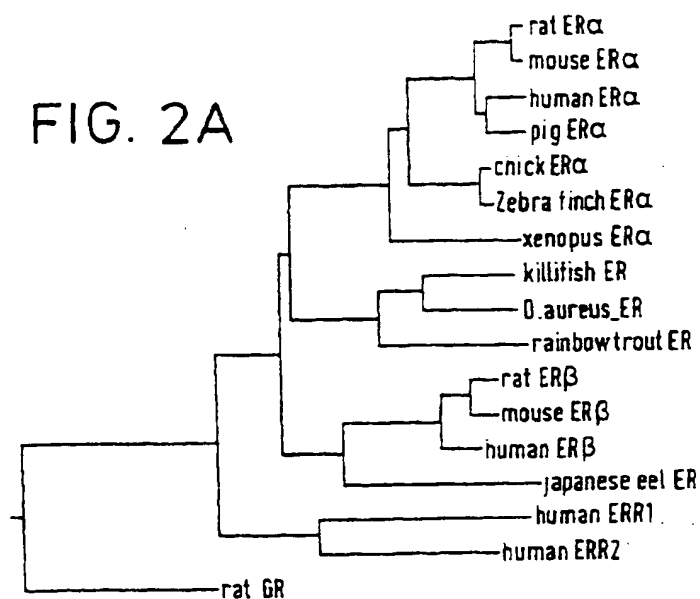 FIG. 2A
rat ERα
mouse ERα
human ERα
pig ERα
chick ERα
Zebra finch ERα
xenopus ERα
killifish ER
O.aureus_ER
rainbowtrout ER
rat ERβ
mouse ERβ
human ERβ
japanese eel ER
human ERR1
human ERR2
rat GR